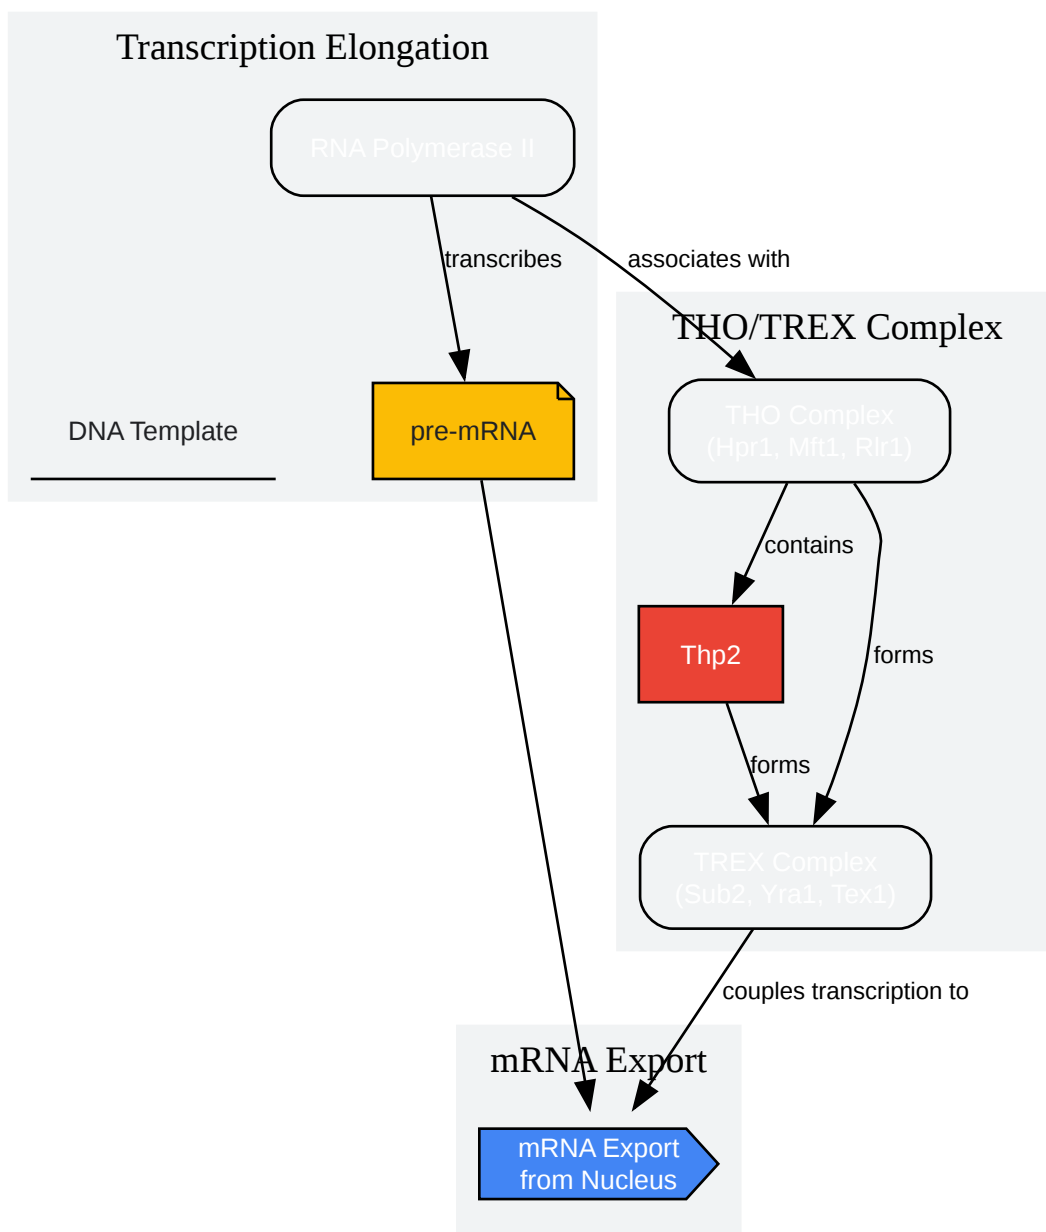 Transcription Elongation
RNA Polymerase II
transcribes
associates with
THO/TREX Complex
DNA Template
pre-mRNA
THO Complex
(Hpr1, Mft1, Rlr1)
contains
Thp2
forms
forms
TREX Complex
(Sub2, Yra1, Tex1)
couples transcription to
mRNA Export
mRNA Export
from Nucleus